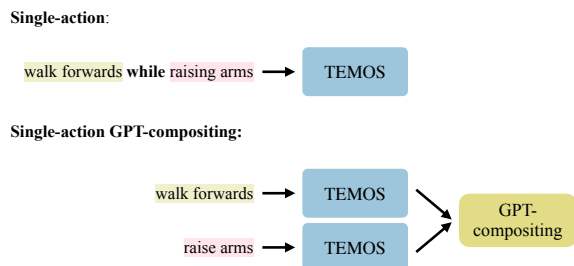 Single-action:
walk forwards while raising arms
TEMOS
Single-action GPT-compositing:
walk forwards
TEMOS
GPT-
compositing
raise arms
TEMOS